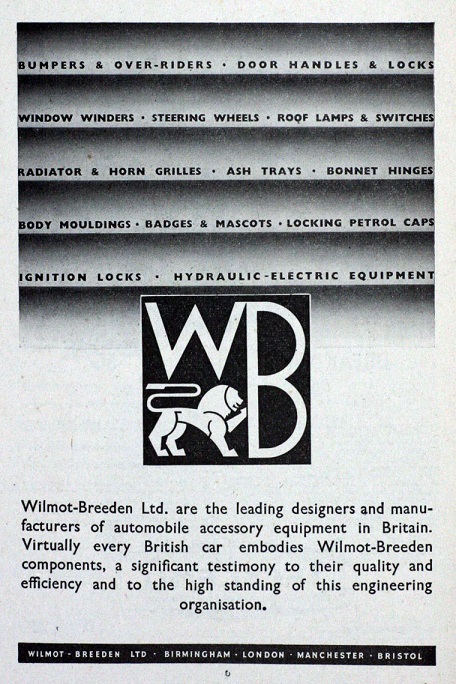 BUMPERS & OVER-RIDERS · DOOR HANDLES & LOCKS
WINDOW WINDERS · STEERING WHEELS · ROOF LAMPS & SWITCHES
RADIATOR & HORN GRILLES · ASH TRAYS · BONNET HINGES
BODY MOULDINGS · BADGES & MASCOTS · LOCKING PETROL CAPS
IGNITION LOCKS · HYDRAULIC-ELECTRIC EQUIPMENT
WB
Wilmot-Breeden Ltd. are the leading designers and manu-
facturers of automobile accessory equipment in Britain.
Virtually every British car embodies Wilmot-Breeden
components, a significant testimony to their quality and
efficiency and to the high standing of this engineering
organisation.
WILMOT-BREEDEN LTD · BIRMINGHAM · LONDON · MANCHESTER · BRISTOL